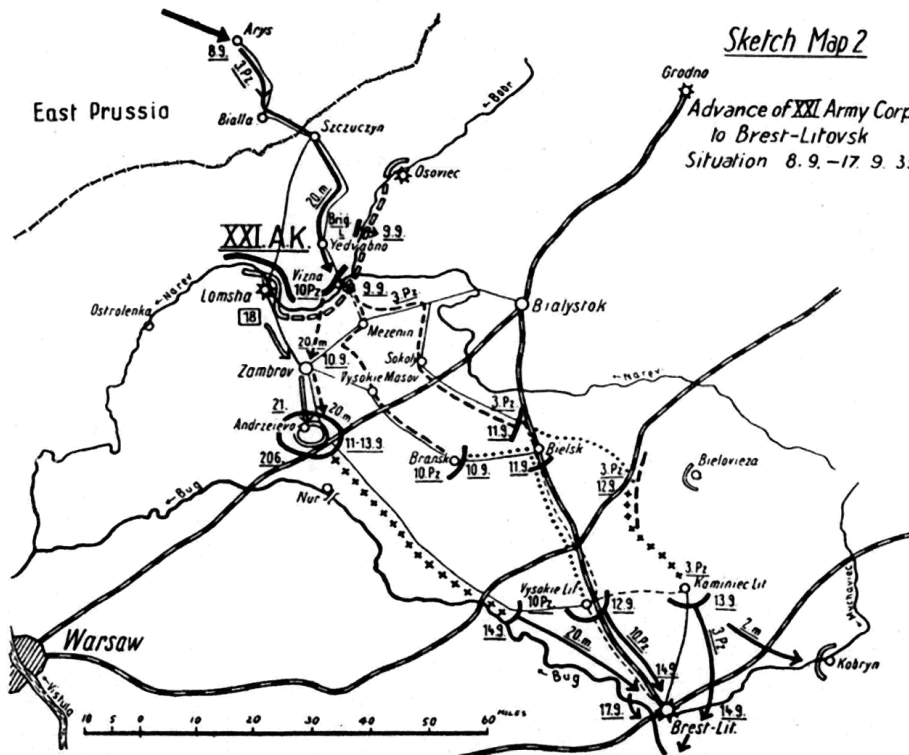 Sketch Map 2
Advance of XXI Army Corp
to Brest-Litovsk
Situation 8.9.–17. 9. 3
Arys
8.9.
3.Pz
East Prussia
Bialla
Szczuczyn
Grodno
← Bobr
Osoviec
20.m
Brig.
L
9.9.
Yedvabno
XXI.A.K.
Vizna
10Pz
9.9.
3.Pz
← Narev
Lomsha
Ostrolenka
18
Mezenin
Bialystok
20.m
10.9.
Zambrov
Vysokie Masov
Sokoly
← Narev
21.
20 m
3.Pz
11.9.
Andrzeievo
11-13.9.
206.
Bransk
10.Pz
10.9.
11.9.
Bielsk
3.Pz
12.9.
Bielovieza
← Bug
Nur
3.Pz
Kaminiec Lit
13.9.
Vysokie Lit
10Pz
12.9.
14.9.
20.m.
10.Pz.
3.Pz
2.m
Muchaviec
Kobryn
Warsaw
← Vistula
Bug
14.9.
17.9.
Brest-Lit.
14.9.
10 5 0 10 20 30 40 50 60 MILES